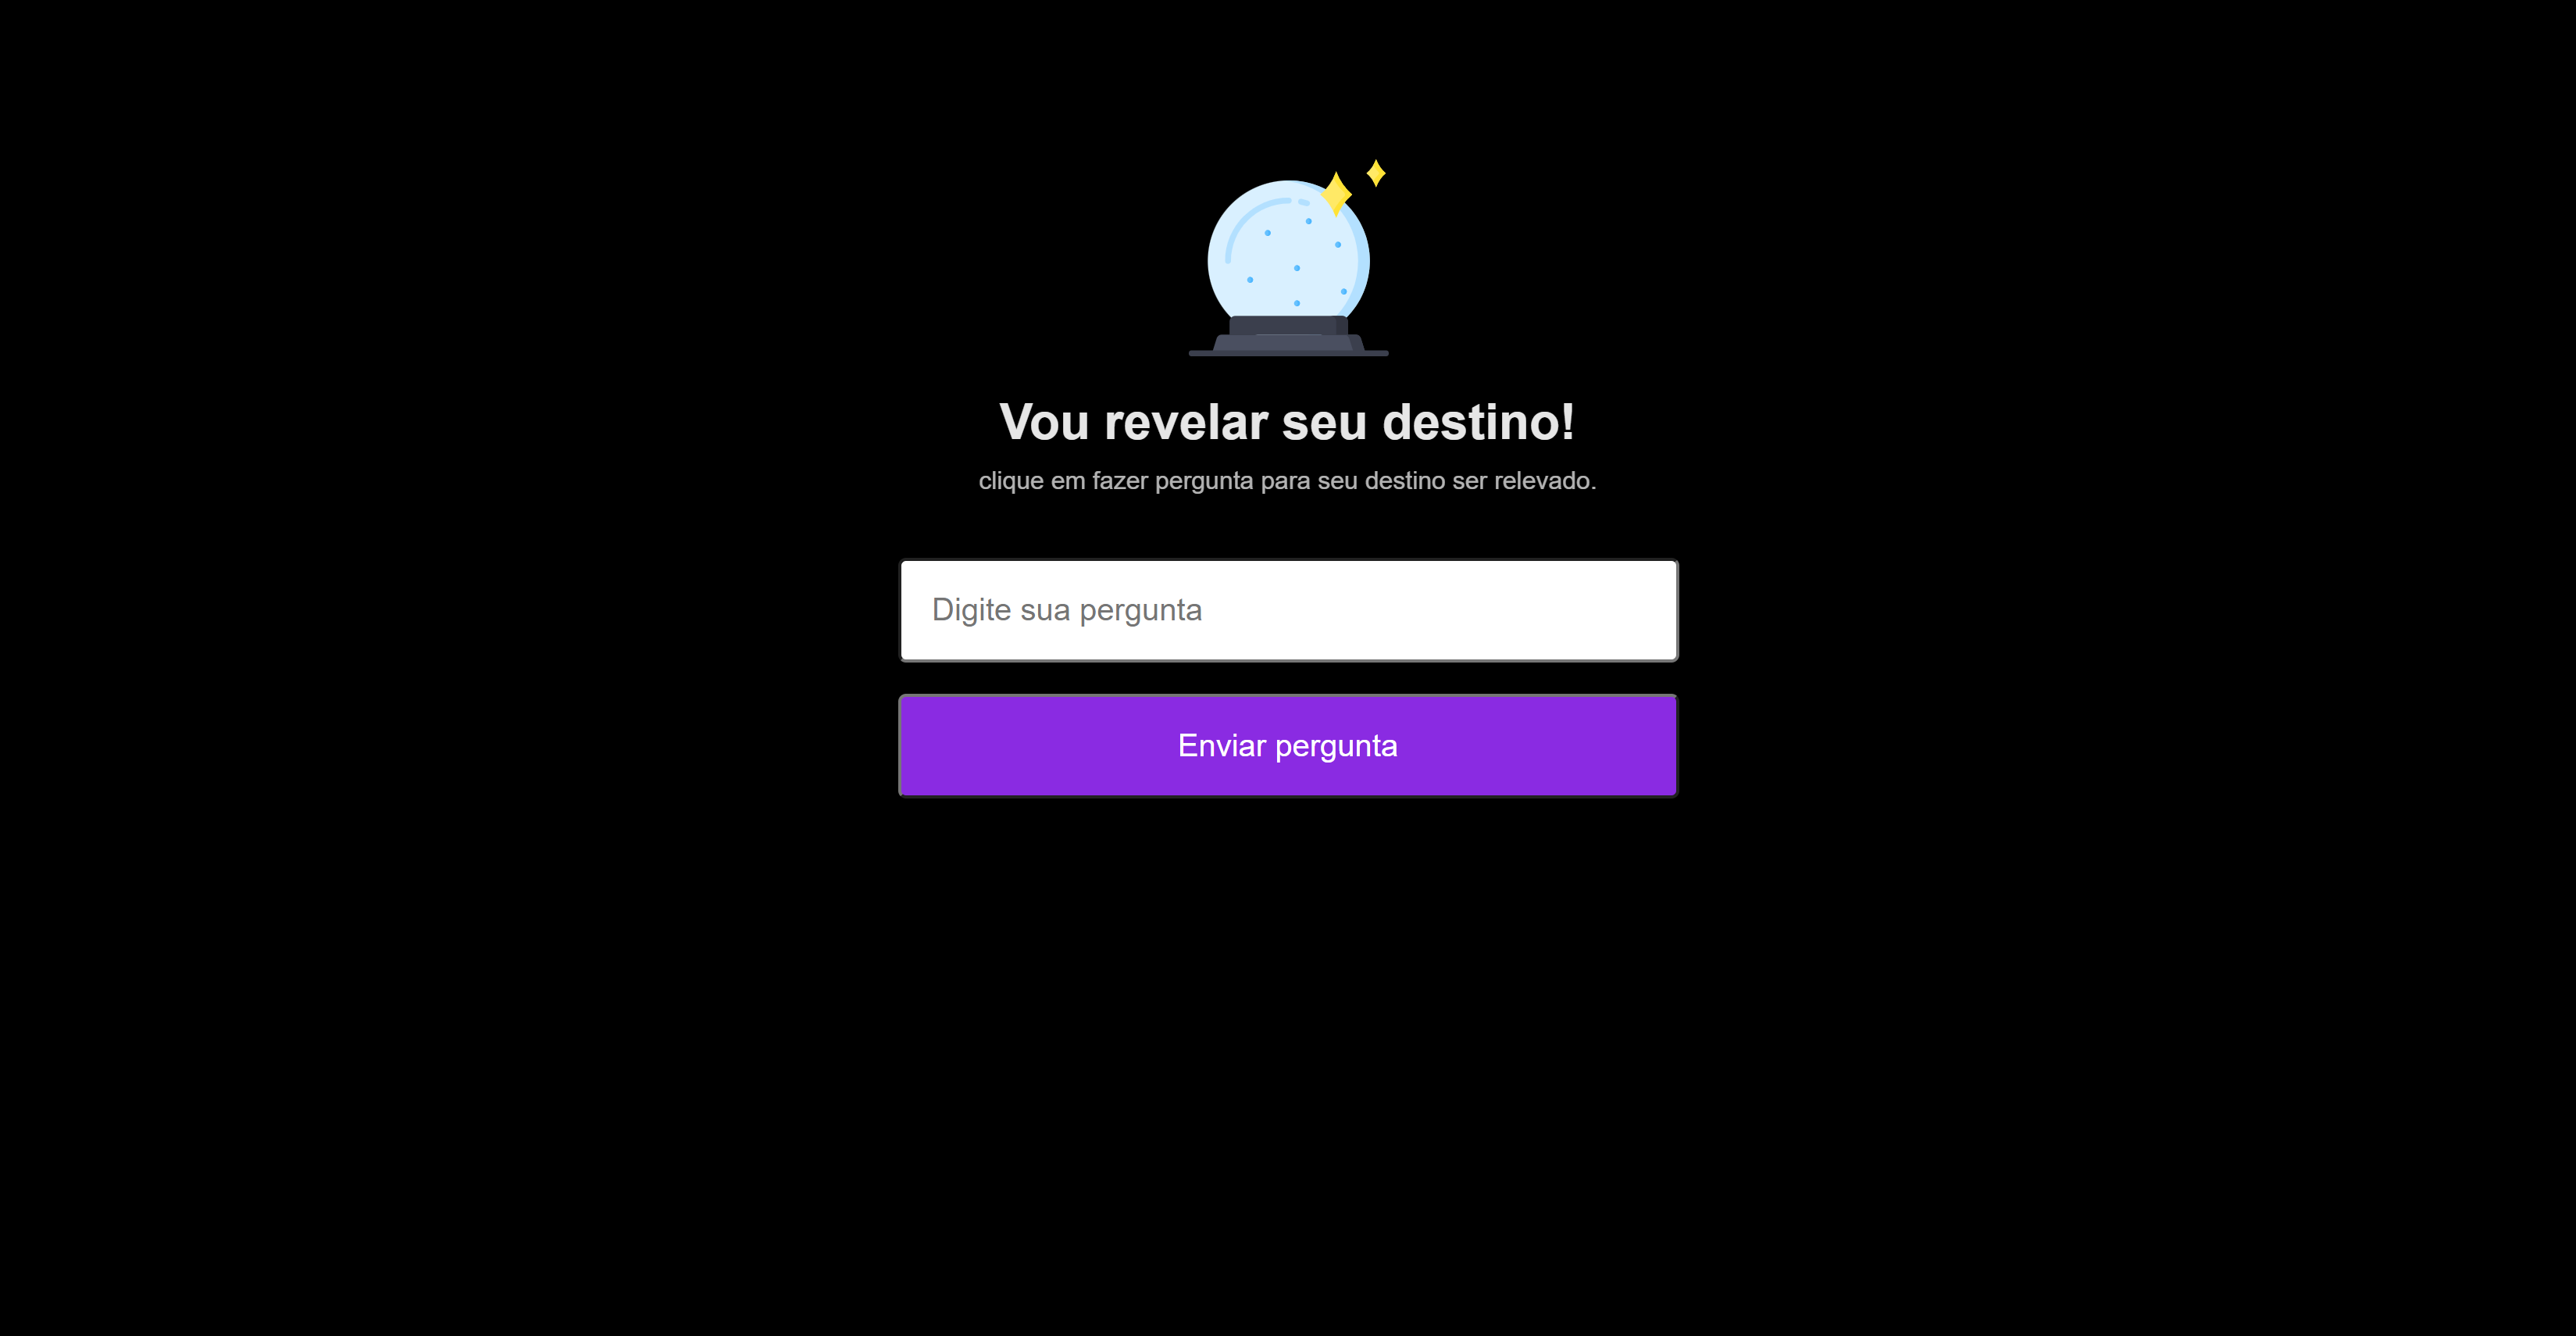 Vou revelar seu destino!
clique em fazer pergunta para seu destino ser relevado.
Digite sua pergunta
Enviar pergunta